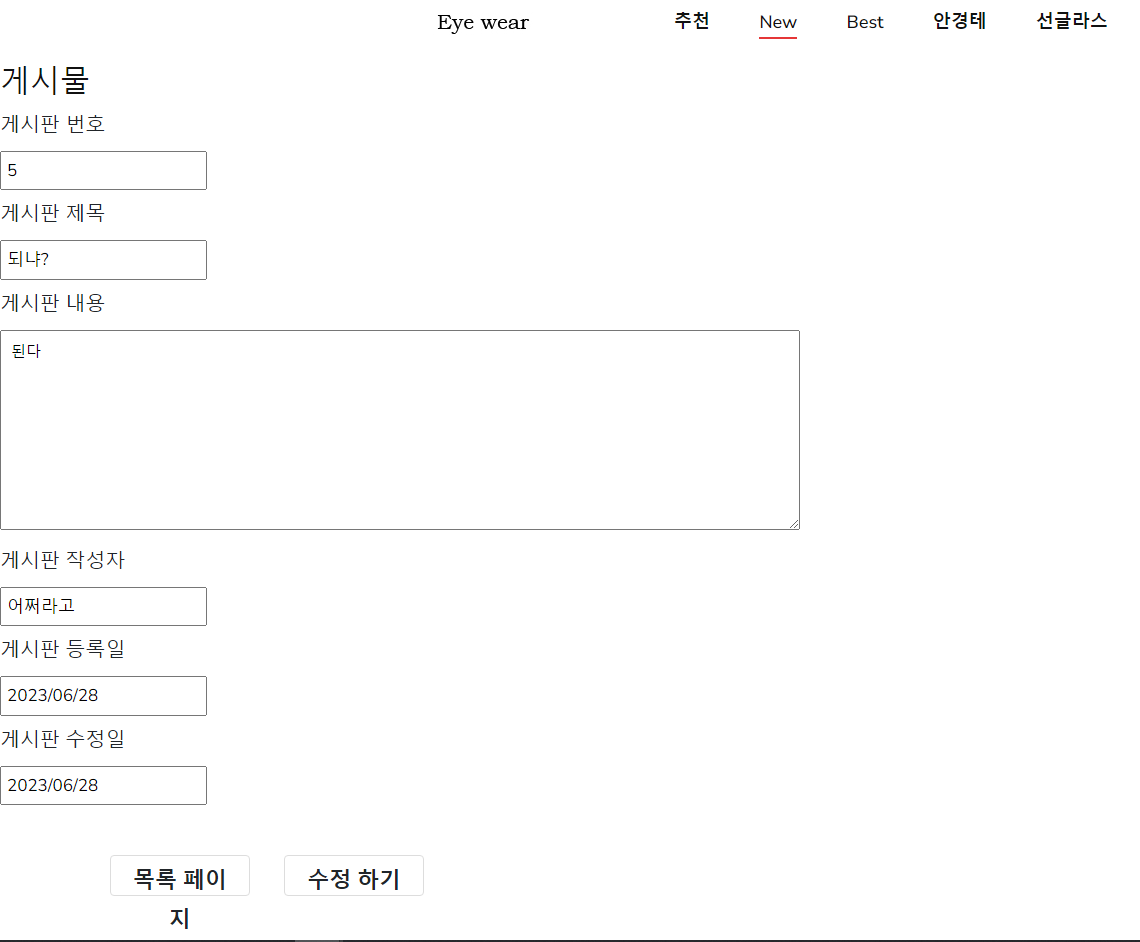 Eye wear 추천 New Best 안경테 선글라스
게시물
게시판 번호
5
게시판 제목
되냐?
게시판 내용
된다
게시판 작성자
어쩌라고
게시판 등록일
2023/06/28
게시판 수정일
2023/06/28
목록 페이 수정 하기
지